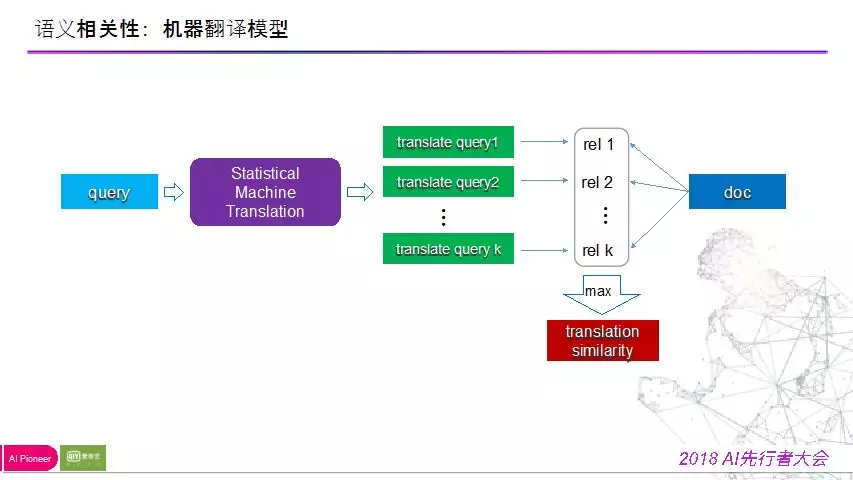 语义相关性：机器翻译模型
query
Statistical
Machine
Translation
translate query1
translate query2
⋮
translate query k
rel 1
rel 2
⋮
rel k
doc
max
translation
similarity
AI Pioneer
QIY 爱奇艺
2018 AI先行者大会